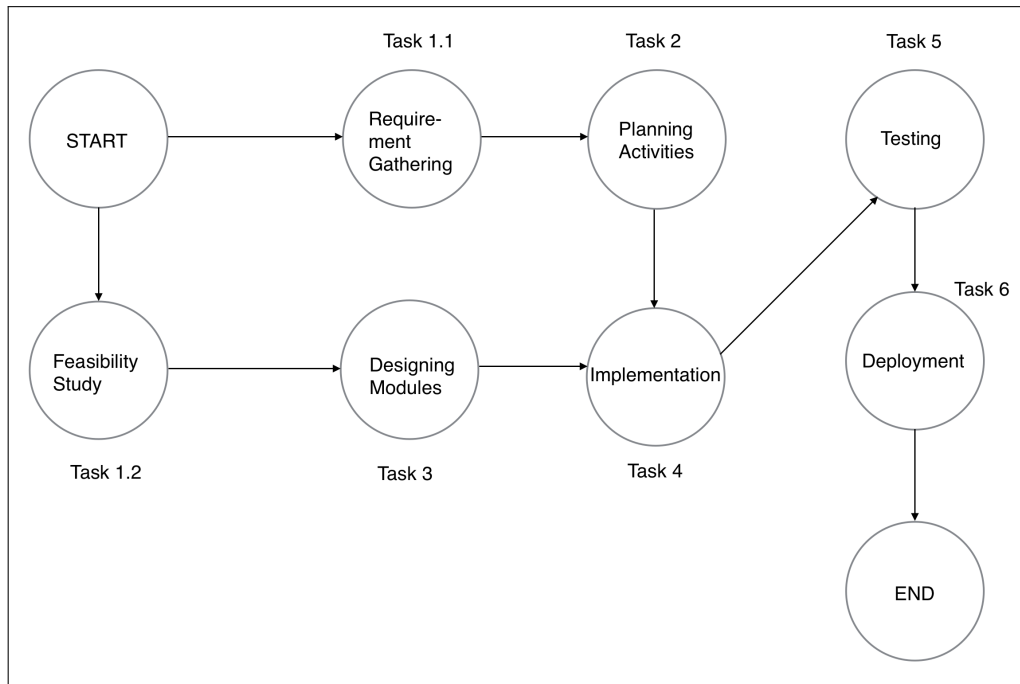 Task 1.1
Task 2
Task 5
START
Require-
ment
Gathering
Planning
Activities
Testing
Task 6
Feasibility
Study
Designing
Modules
Implementation
Deployment
Task 1.2
Task 3
Task 4
END